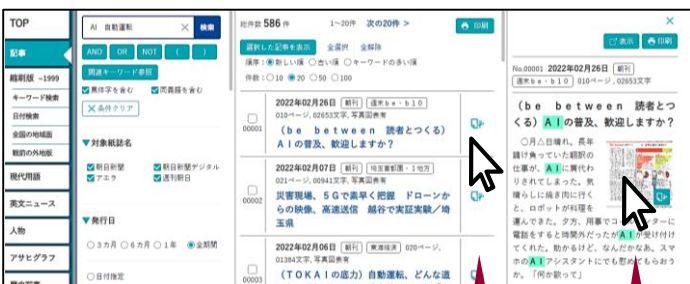 TOP
記事
縮刷版 ~1999
キーワード検索
日付検索
全国の地域面
戦前の外地版
現代用語
英文ニュース
人物
アサヒグラフ
AI 自動運転
検索
AND OR NOT ( )
関連キーワード参照
異体字を含む 同義語を含む
×条件クリア
▼対象紙誌名
朝日新聞 朝日新聞デジタル
アエラ 週刊朝日
▼発行日
3カ月 6カ月 1年 全期間
日付指定
総件数 586 件 1~20件 次の20件 >
印刷
選択した記事を表示 全選択 全解除
順序: 新しい順 古い順 キーワードの多い順
件数: 10 20 50 100
00001
2022年02月26日 朝刊 週末be・b10
010ページ, 02653文字, 写真図表有
(be between 読者とつくる)
AIの普及、歓迎しますか?
00002
2022年02月07日 朝刊 埼玉首都圏・1地方
021ページ, 00941文字, 写真図表有
災害現場、5Gで素早く把握 ドローンか
らの映像、高速送信 越谷で実証実験/埼
玉県
00003
2022年02月06日 朝刊 東海経済 020ページ,
01384文字, 写真図表有
(TOKAIの底力)自動運転、どんな道
×
表示 印刷
No.00001 2022年02月26日 朝刊
週末be・b10 010ページ, 02653文字
(be between 読者とつ
くる)AIの普及、歓迎しますか?
○月△日晴れ。長年
請け負っていた翻訳の
仕事が、AIに置代わ
りされてしまった。気
晴らしに焼き肉に行く
と、ロボットが料理を
運んできた。夕方、用事でコ ンターに
電話をすると時間外だったがAIが受け付け
てくれた。助かるけど、なんだかなあ。スマ
ホのAIアシスタントにでも慰めてもらおう
か。「何か歌って」